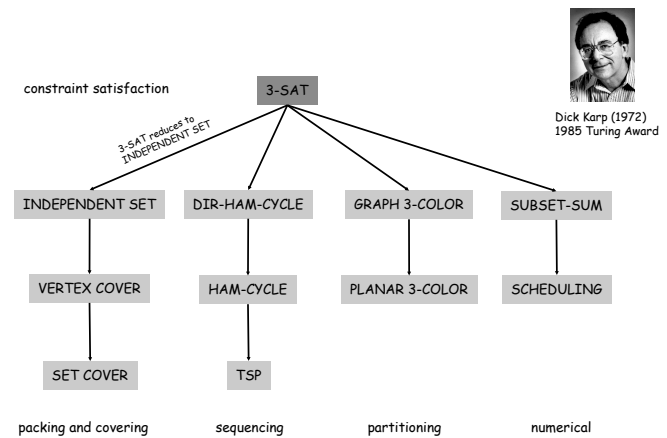 constraint satisfaction
3-SAT
Dick Karp (1972)
1985 Turing Award
3-SAT reduces to
INDEPENDENT SET
INDEPENDENT SET
DIR-HAM-CYCLE
GRAPH 3-COLOR
SUBSET-SUM
VERTEX COVER
HAM-CYCLE
PLANAR 3-COLOR
SCHEDULING
SET COVER
TSP
packing and covering
sequencing
partitioning
numerical